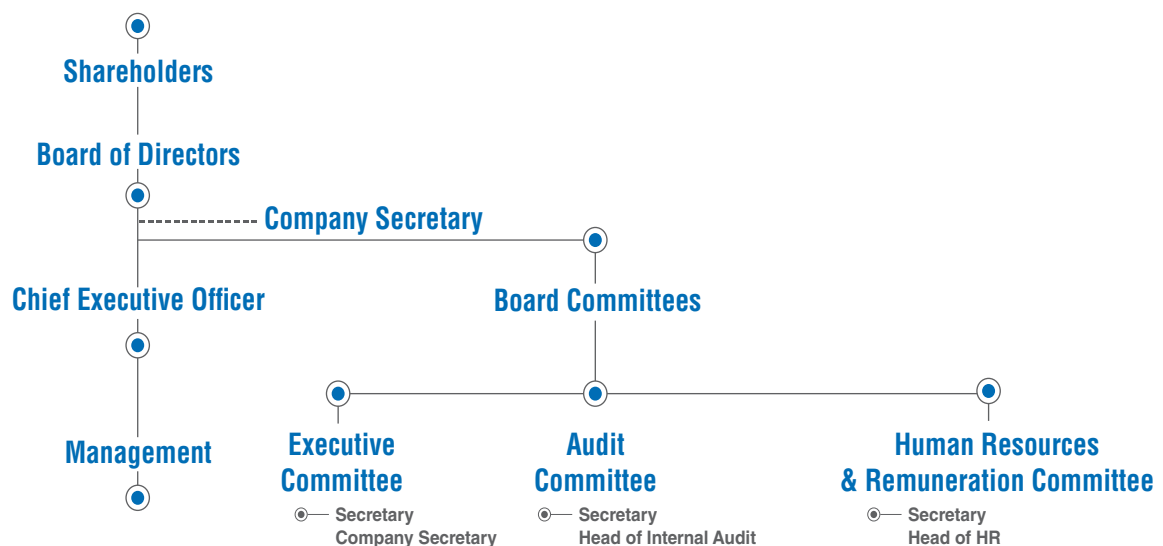 Shareholders
Board of Directors
Company Secretary
Chief Executive Officer
Board Committees
Management
Executive
Committee
Secretary
Company Secretary
Audit
Committee
Secretary
Head of Internal Audit
Human Resources
& Remuneration Committee
Secretary
Head of HR